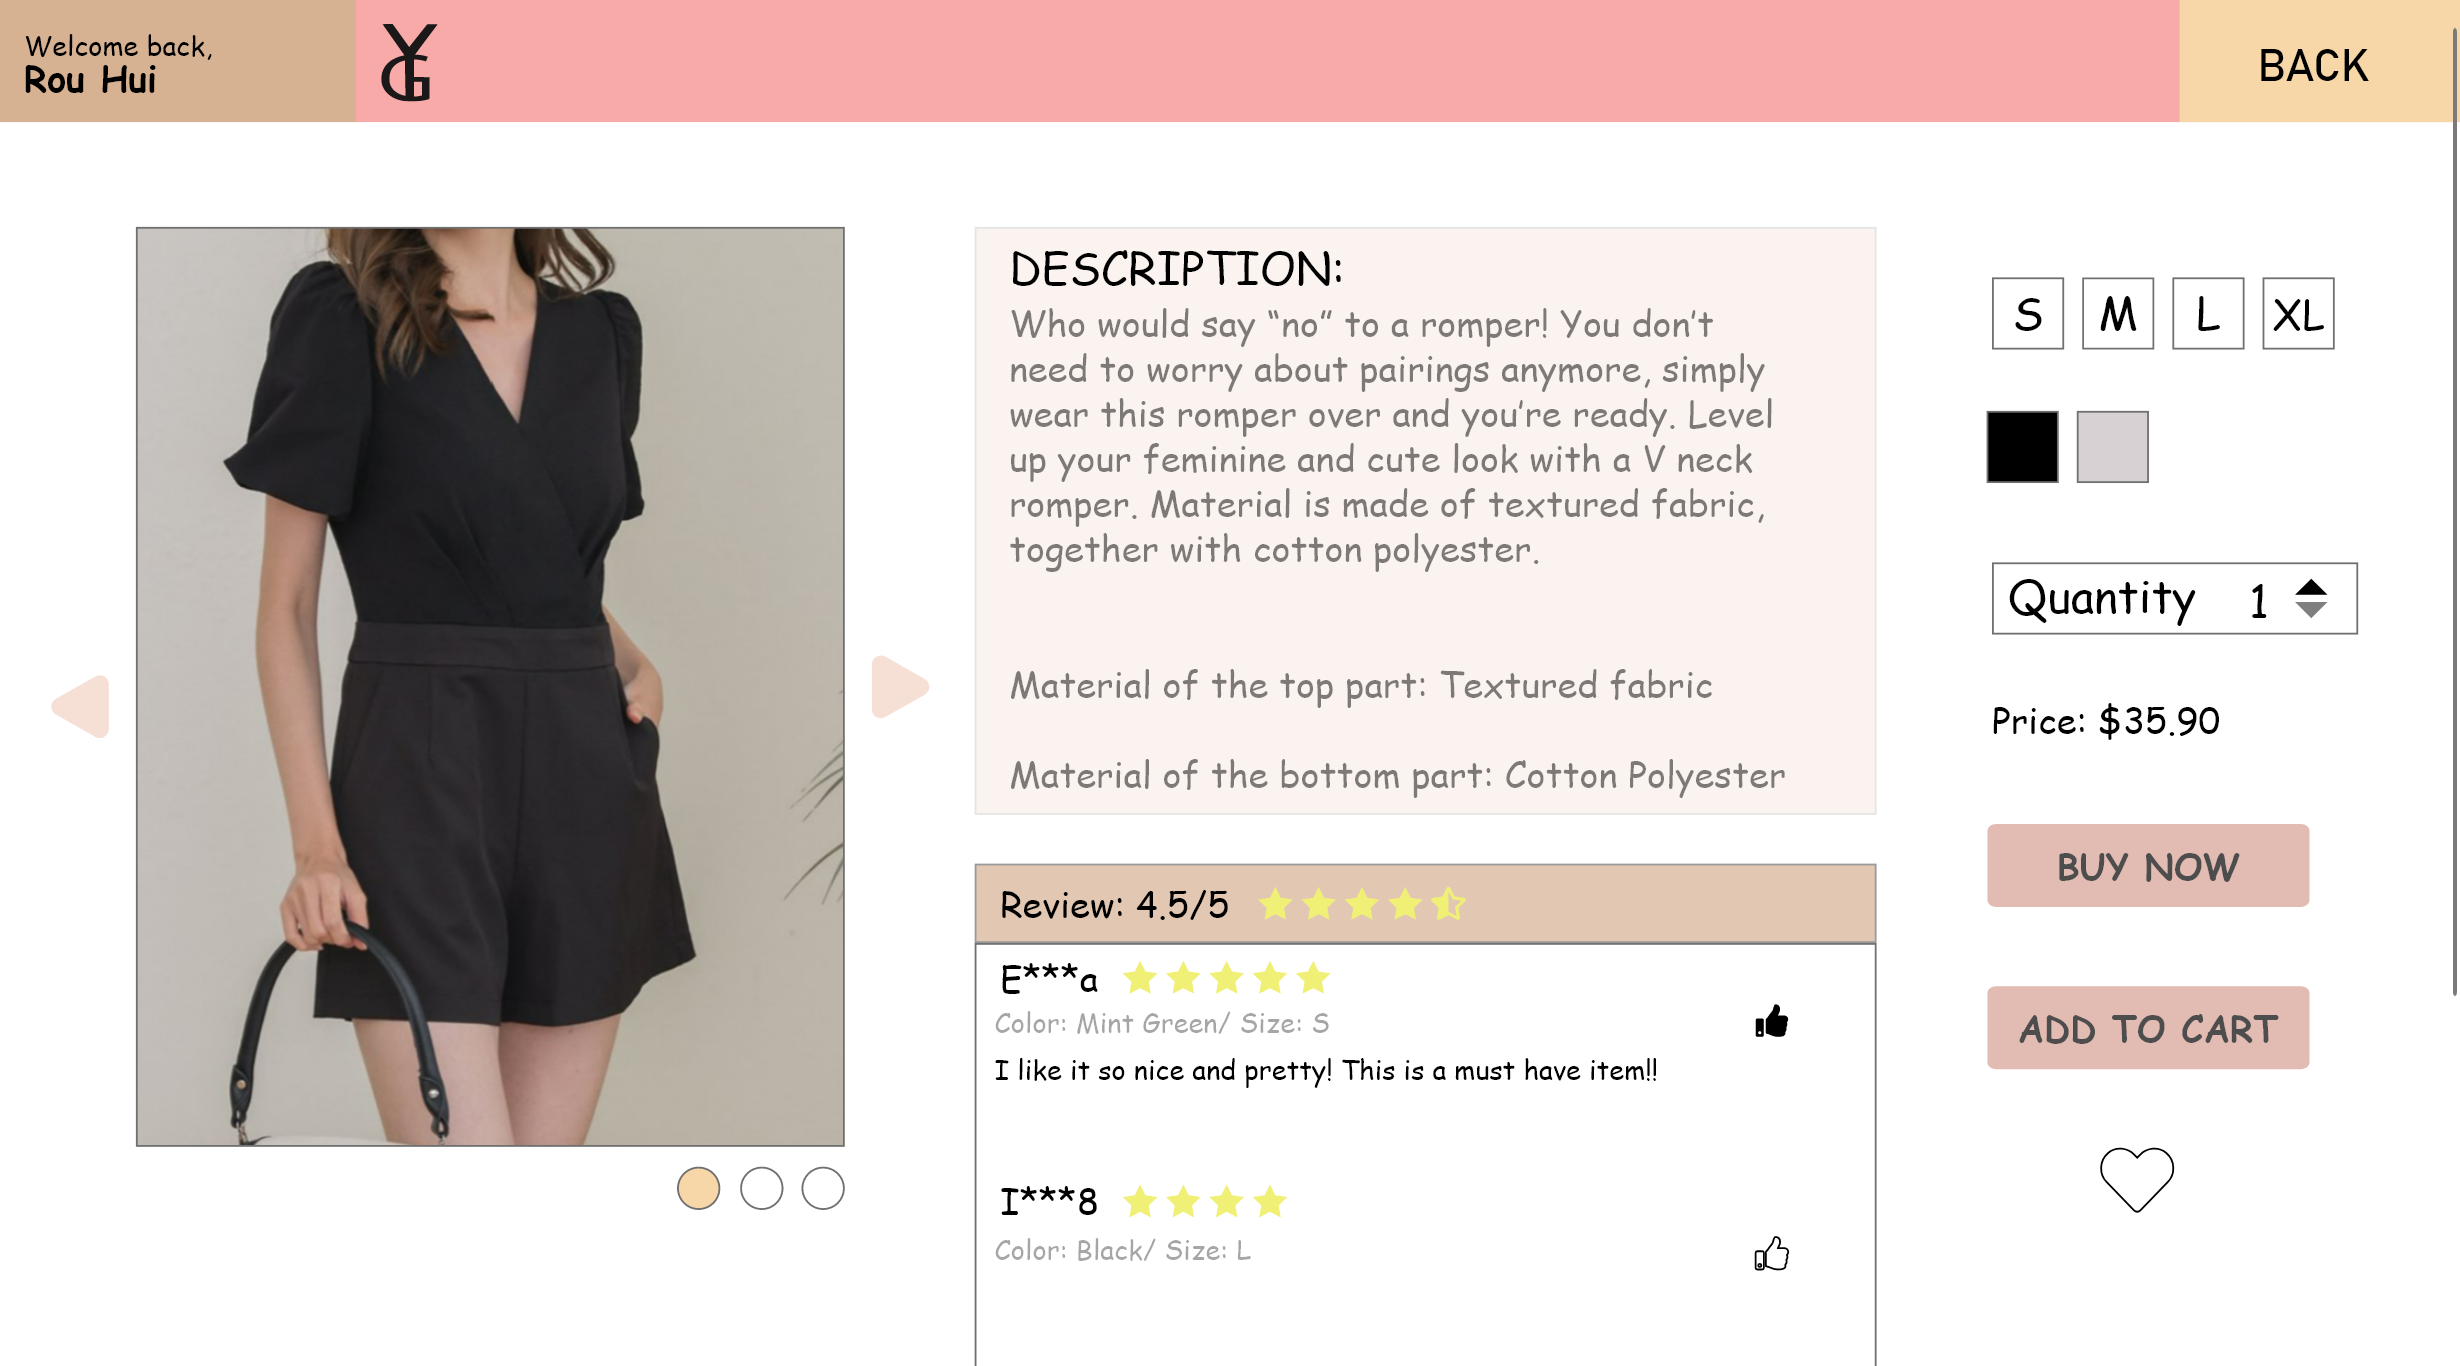 Welcome back,
Rou Hui
YG
BACK
DESCRIPTION:
Who would say “no” to a romper! You don’t
need to worry about pairings anymore, simply
wear this romper over and you’re ready. Level
up your feminine and cute look with a V neck
romper. Material is made of textured fabric,
together with cotton polyester.
Material of the top part: Textured fabric
Material of the bottom part: Cotton Polyester
Review: 4.5/5
E***a
Color: Mint Green/ Size: S
I like it so nice and pretty! This is a must have item!!
I***8
Color: Black/ Size: L
S M L XL
Quantity 1
Price: $35.90
BUY NOW
ADD TO CART